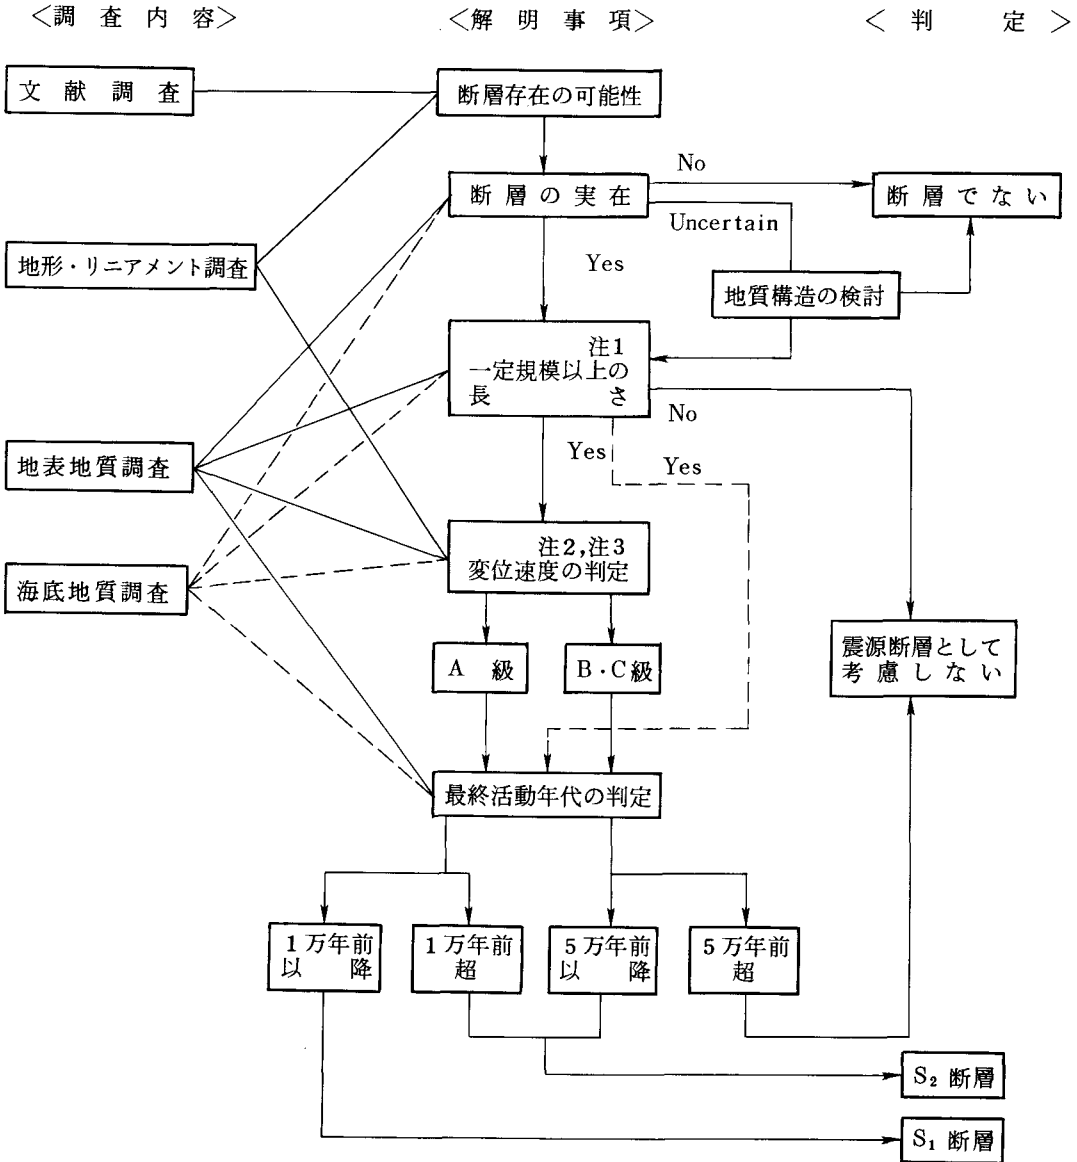 ＜調査内容＞
＜解明事項＞
＜判定＞
文献調査
断層存在の可能性
No
断層の実在
断層でない
Uncertain
地形・リニアメント調査
Yes
地質構造の検討
注1
一定規模以上の
長さ
No
Yes
Yes
地表地質調査
注2,注3
変位速度の判定
海底地質調査
A級
B・C級
震源断層として
考慮しない
最終活動年代の判定
1万年前
以降
1万年前
超
5万年前
以降
5万年前
超
S₂ 断層
S₁ 断層